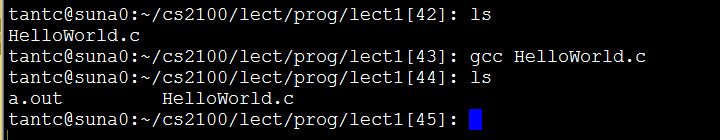 tantc@suna0:~/cs2100/lect/prog/lect1[42]: ls
HelloWorld.c
tantc@suna0:~/cs2100/lect/prog/lect1[43]: gcc HelloWorld.c
tantc@suna0:~/cs2100/lect/prog/lect1[44]: ls
a.out          HelloWorld.c
tantc@suna0:~/cs2100/lect/prog/lect1[45]: